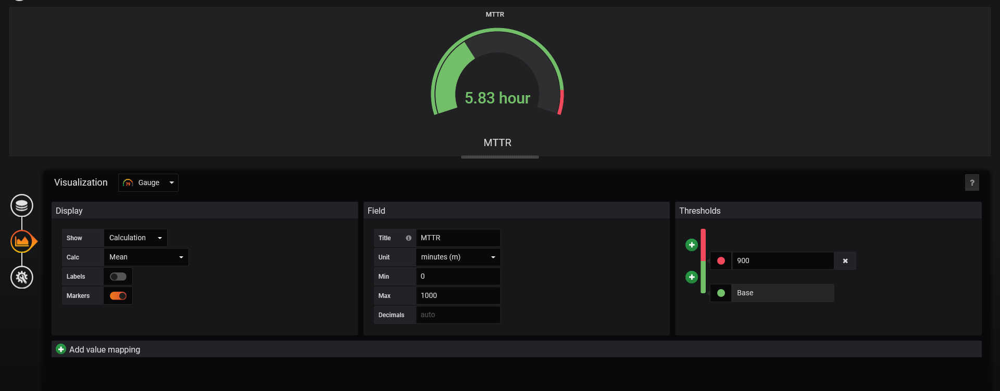 MTTR
5.83 hour
MTTR
Visualization
79
Gauge
?
Display
Show
Calculation
Calc
Mean
Labels
Markers
Field
Title
MTTR
Unit
minutes (m)
Min
0
Max
1000
Decimals
auto
Thresholds
900
Base
Add value mapping